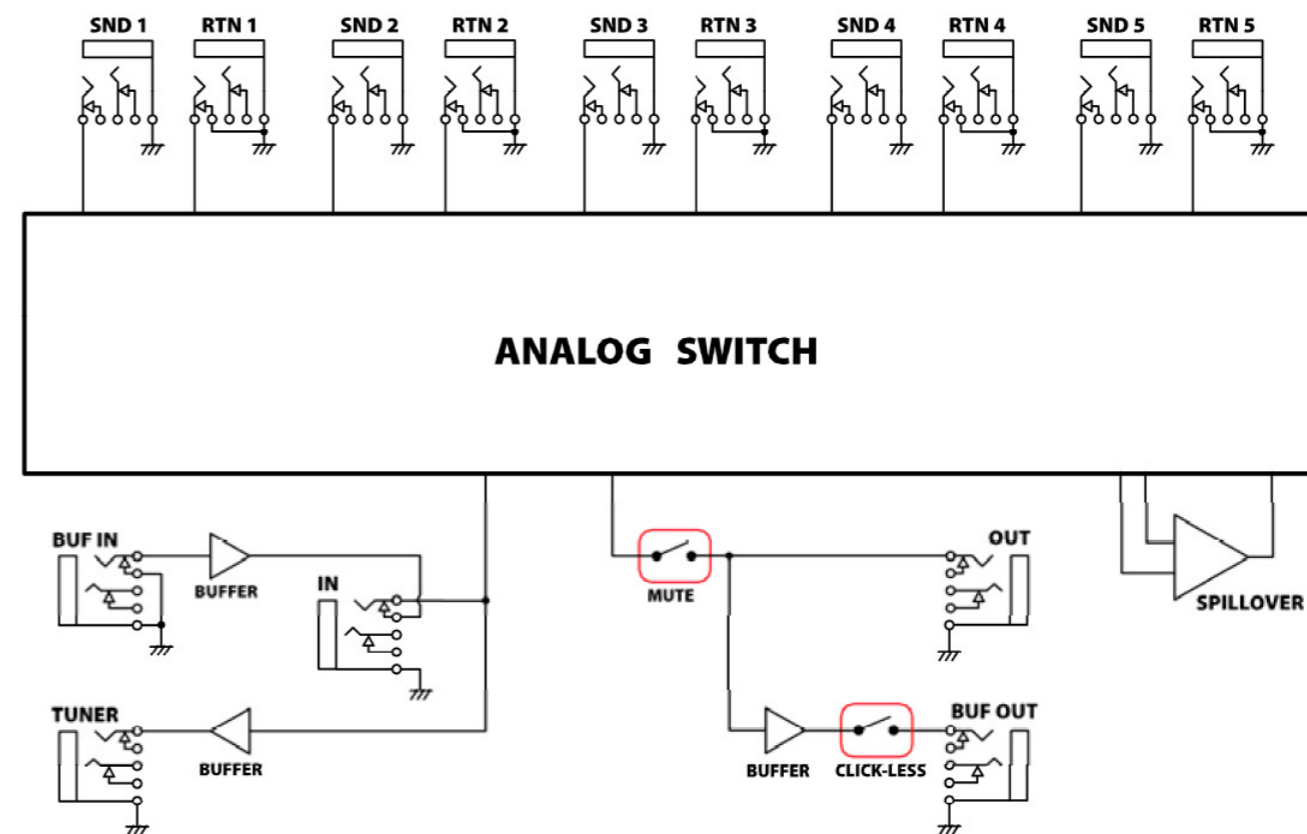 SND 1 RTN 1 SND 2 RTN 2 SND 3 RTN 3 SND 4 RTN 4 SND 5 RTN 5
ANALOG SWITCH
BUF IN
BUFFER
IN
TUNER
BUFFER
MUTE
OUT
SPILLOVER
BUFFER
CLICK-LESS
BUF OUT